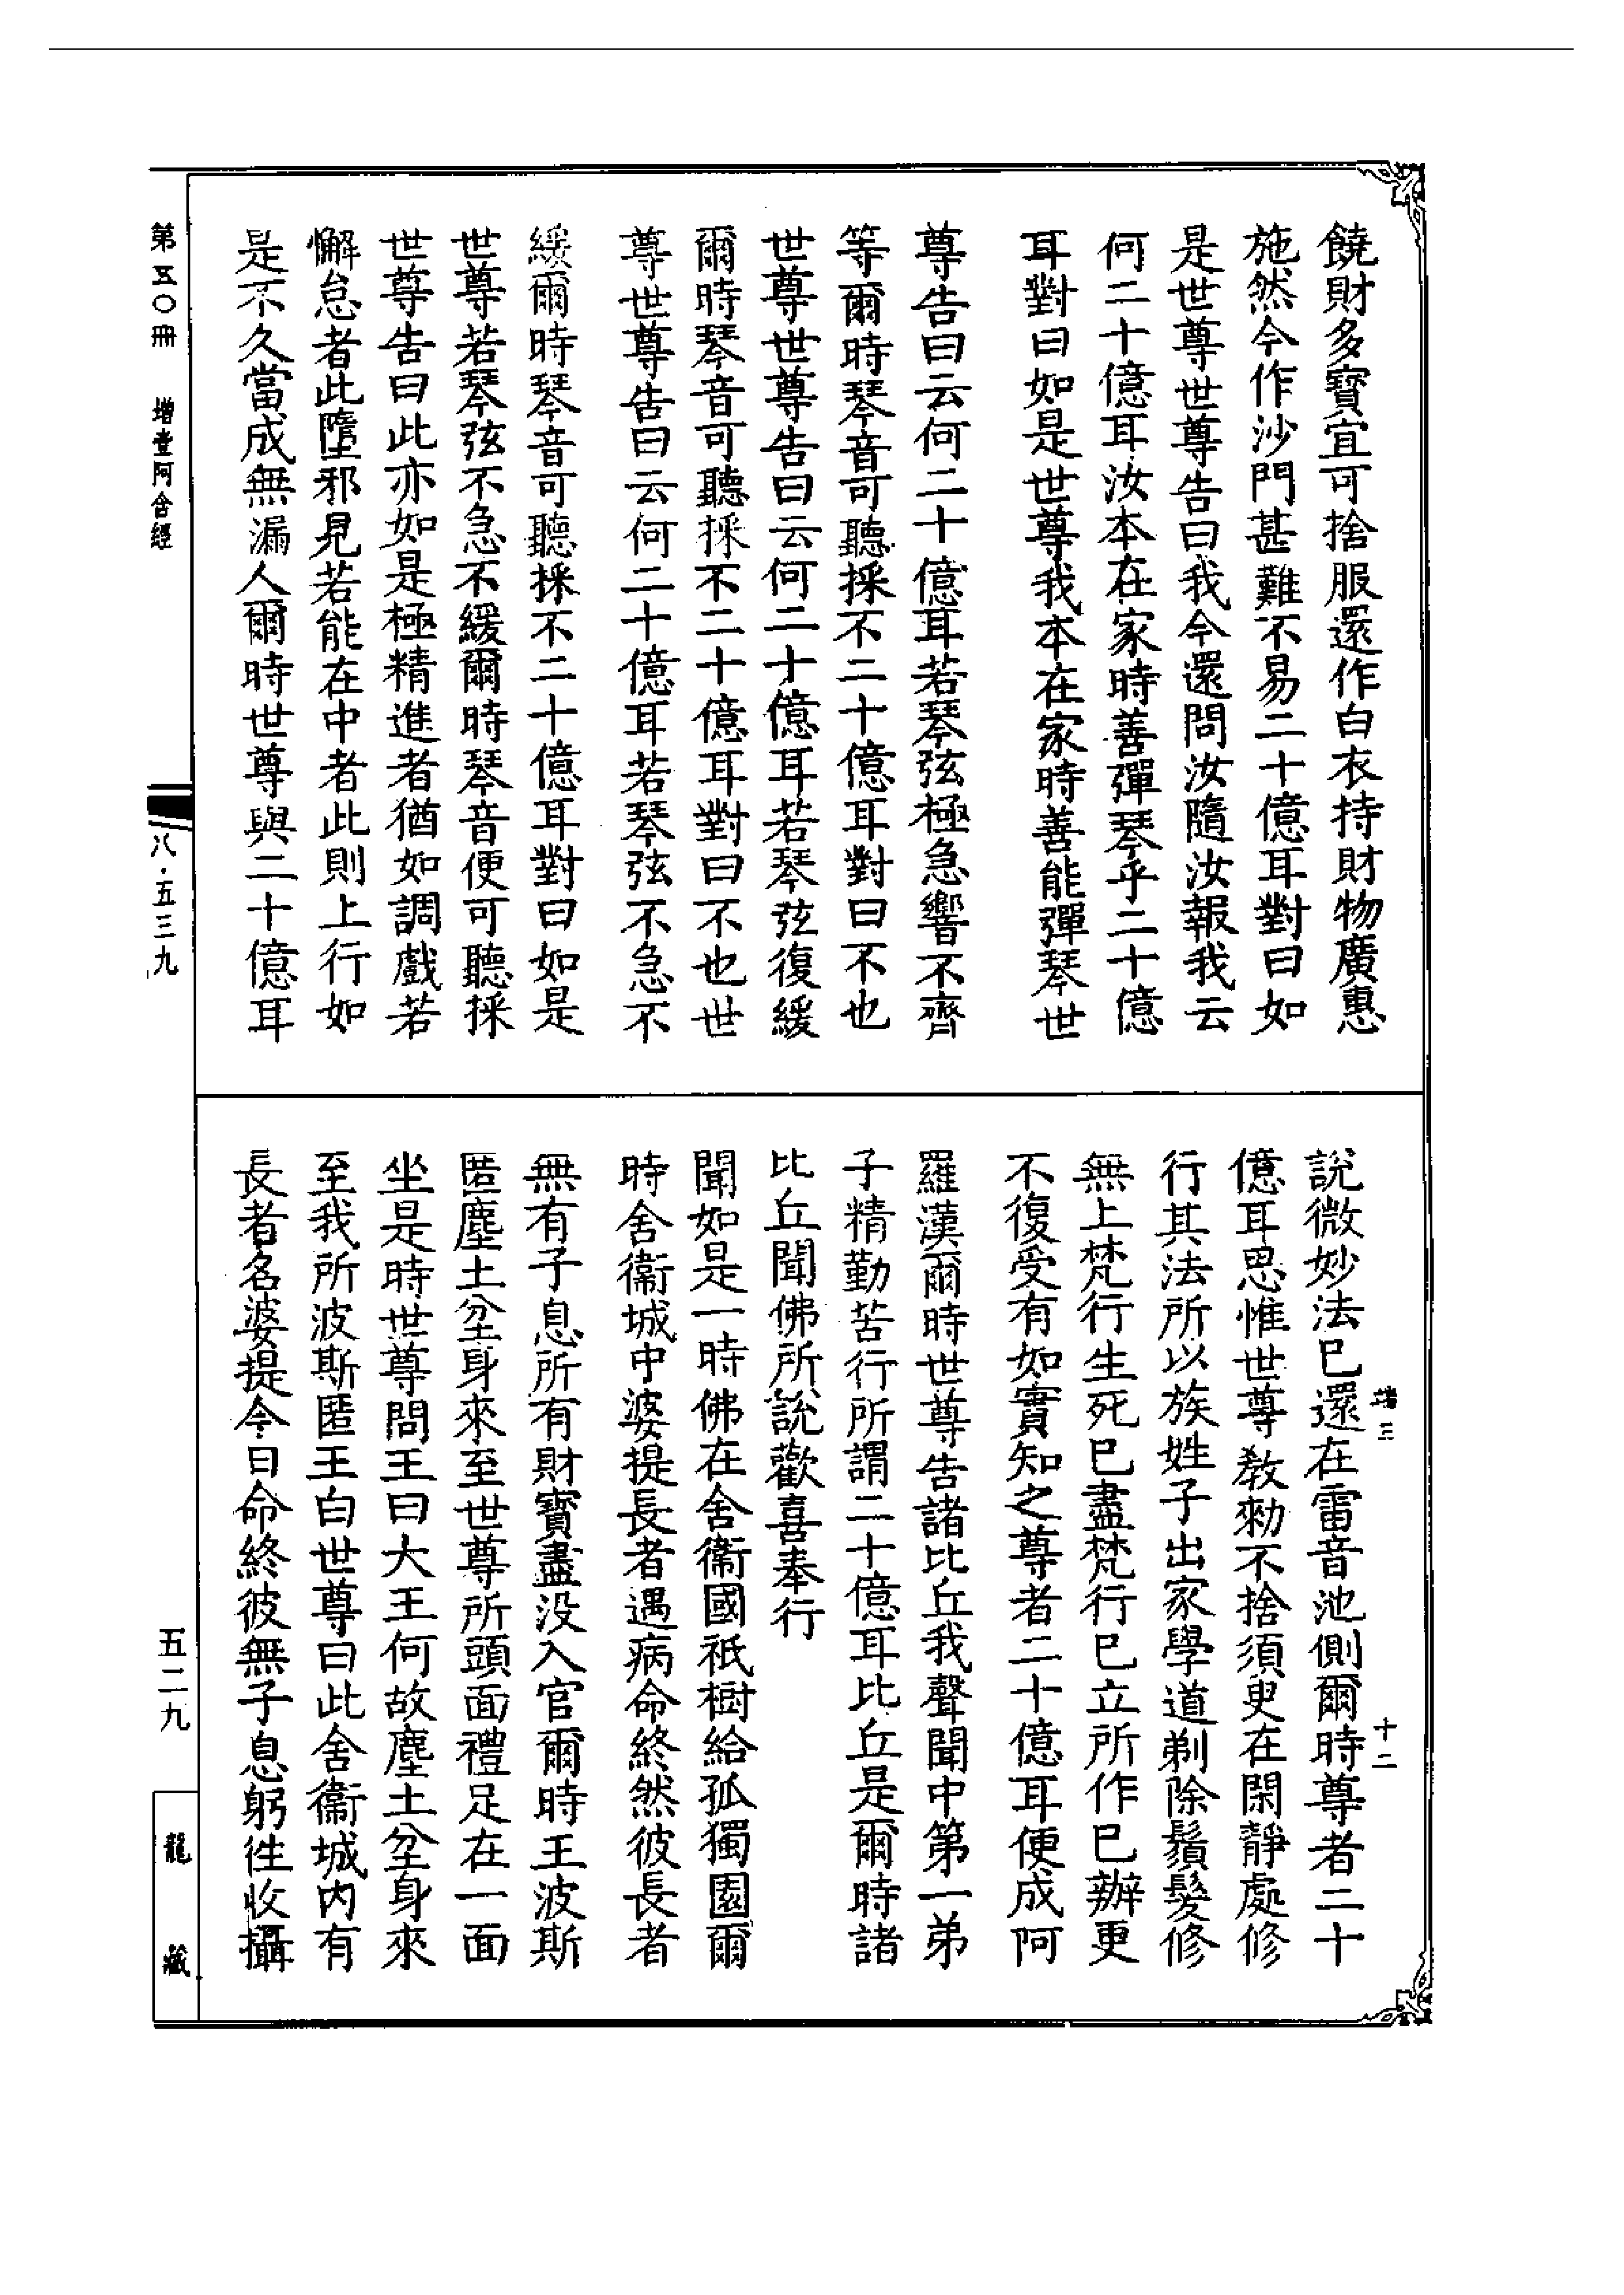 饒財多寶宜可捨服還作白衣持財物廣惠
施然今作沙門甚難不易二十億耳對曰如
是世尊世尊告曰我今還問汝隨汝報我云
何二十億耳汝本在家時善彈琴乎二十億
耳對曰如是世尊我本在家時善能彈琴世
尊告曰云何二十億耳若琴弦極急響不齊
等爾時琴音可聽採不二十億耳對曰不也
世尊世尊告曰云何二十億耳若琴弦復緩
爾時琴音可聽採不二十億耳對曰不也世
尊世尊告曰云何二十億耳若琴弦不急不
緩爾時琴音可聽採不二十億耳對曰如是
世尊若琴弦不急不緩爾時琴音便可聽採
世尊告曰此亦如是極精進者猶如調戲若
懈怠者此墮邪見若能在中者此則上行如
是不久當成無漏人爾時世尊與二十億耳
說微妙法已還在雷音池側爾時尊者二十
億耳思惟世尊教勑不捨須臾在閑靜處修
行其法所以族姓子出家學道剃除鬚髮修
無上梵行生死已盡梵行已立所作已辦更
不復受有如實知之尊者二十億耳便成阿
羅漢爾時世尊告諸比丘我聲聞中第一弟
子精勤苦行所謂二十億耳比丘是爾時諸
比丘聞佛所說歡喜奉行
聞如是一時佛在舍衞國祇樹給孤獨園爾
時舍衞城中婆提長者遇病命終然彼長者
無有子息所有財寶盡沒入官爾時王波斯
匿塵土坌身來至世尊所頭面禮足在一面
坐是時世尊問王曰大王何故塵土坌身來
至我所波斯匿王白世尊曰此舍衞城內有
長者名婆提今日命終彼無子息躬往收攝
增三
十二
第五〇冊 增壹阿含經
八·五三九
五二九
龍藏